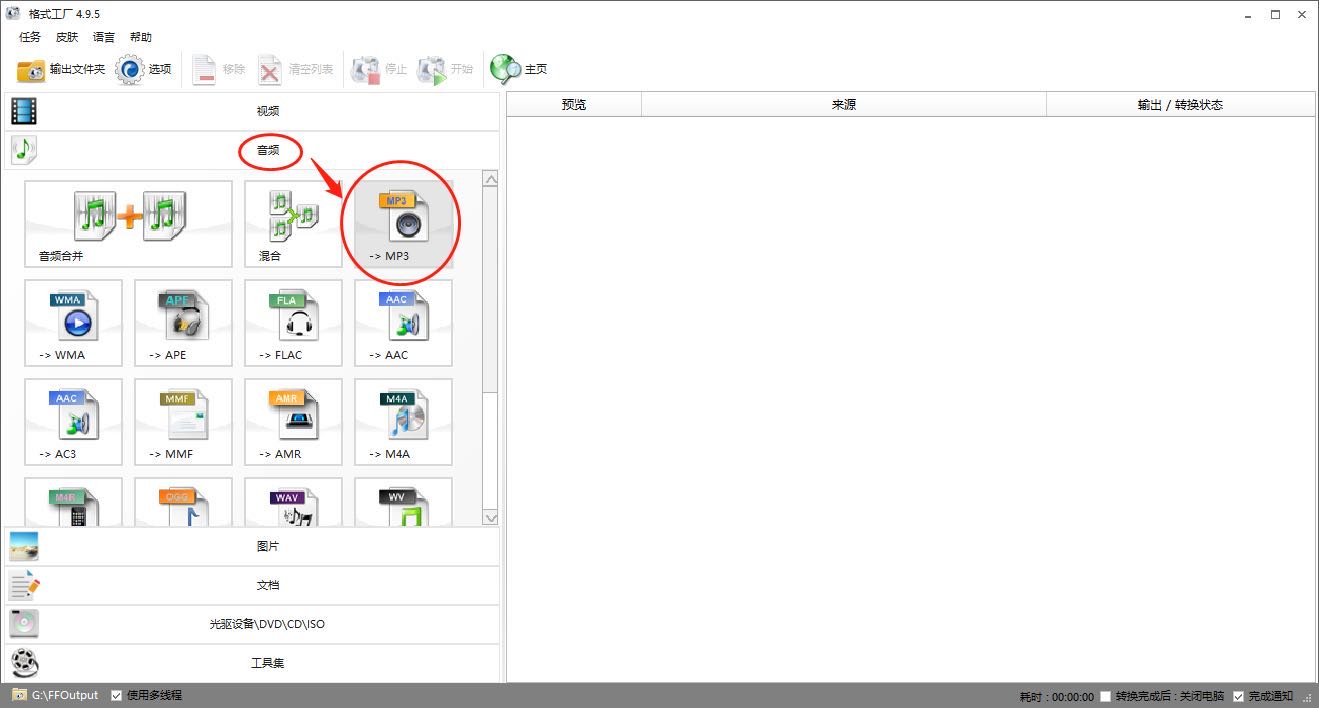 格式工厂 4.9.5
任务 皮肤 语言 帮助
输出文件夹 选项 移除 清空列表 停止 开始 主页
视频
音频
预览 来源 输出 / 转换状态
MP3
音频合并 混合 -> MP3
WMA APE FLA AAC
-> WMA -> APE -> FLAC -> AAC
AAC MMF AMR M4A
-> AC3 -> MMF -> AMR -> M4A
M4R OGG WAV WV
图片
文档
光驱设备\DVD\CD\ISO
工具集
G:\FFOutput 使用多线程 耗时 : 00:00:00 转换完成后 : 关闭电脑 完成通知